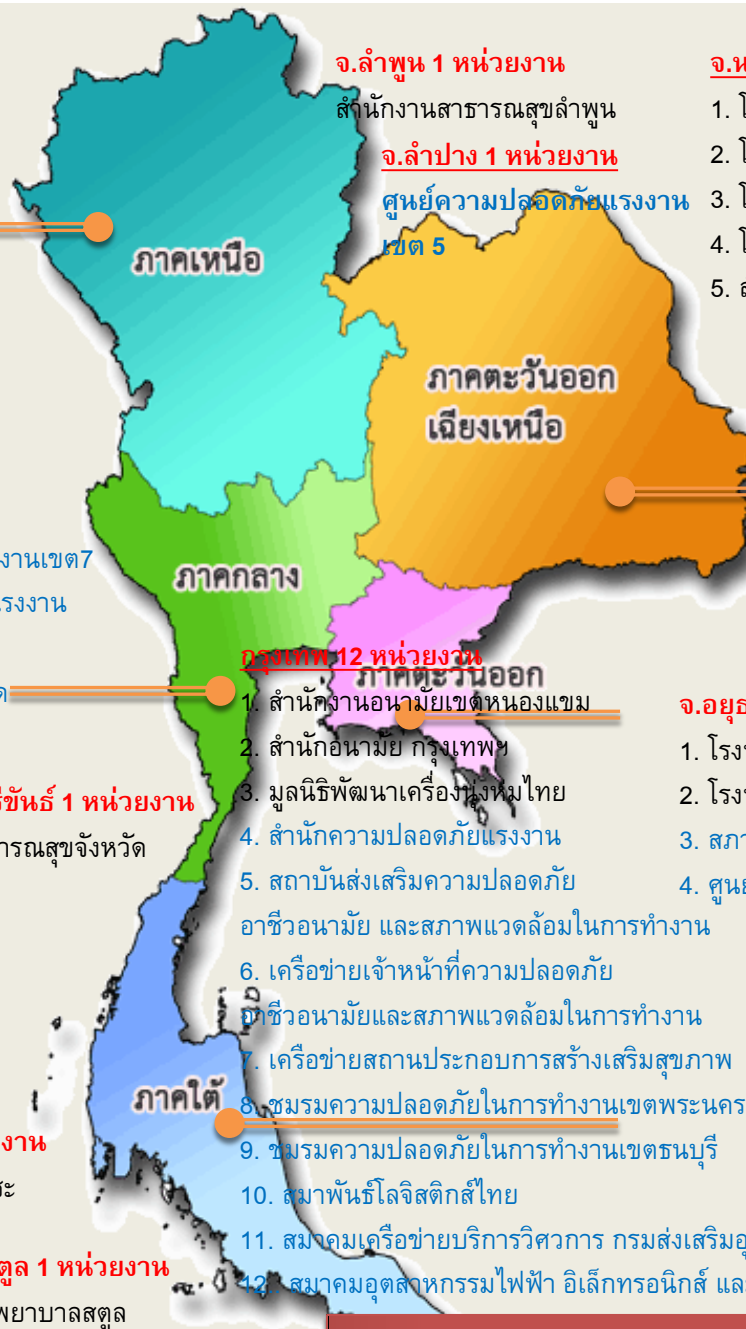 จ.ลำพูน 1 หน่วยงาน
สำนักงานสาธารณสุขลำพูน
จ.ลำปาง 1 หน่วยงาน
ศูนย์ความปลอดภัยแรงงาน
เขต 5
1.
2.
3.
4.
5.
ภาคเหนือ
ภาคตะวันออก
เฉียงเหนือ
ภาคกลาง
งานเขต7
แรงงาน
ภาคตะวันออก
กรุงเทพ 12 หน่วยงาน
1. สำนักงานอนามัยเขตหนองแขม
2. สำนักอนามัย กรุงเทพฯ
3. มูลนิธิพัฒนาเครื่องนุ่งห่มไทย
4. สำนักความปลอดภัยแรงงาน
5. สถาบันส่งเสริมความปลอดภัย
อาชีวอนามัย และสภาพแวดล้อมในการทำงาน
6. เครือข่ายเจ้าหน้าที่ความปลอดภัย
อาชีวอนามัยและสภาพแวดล้อมในการทำงาน
7. เครือข่ายสถานประกอบการสร้างเสริมสุขภาพ
8. ชมรมความปลอดภัยในการทำงานเขตพระนคร
9. ชมรมความปลอดภัยในการทำงานเขตธนบุรี
10. สมาพันธ์โลจิสติกส์ไทย
11. สมาคมเครือข่ายบริการวิศวการ กรมส่งเสริมอุ
12. สมาคมอุตสาหกรรมไฟฟ้า อิเล็กทรอนิกส์ และ
จ.อยุธ
1. โรง
2. โรง
3. สภา
4. ศูนย์
รีขันธ์ 1 หน่วยงาน
ารณสุขจังหวัด
ภาคใต้
งาน
ตูล 1 หน่วยงาน
พยาบาลสตูล